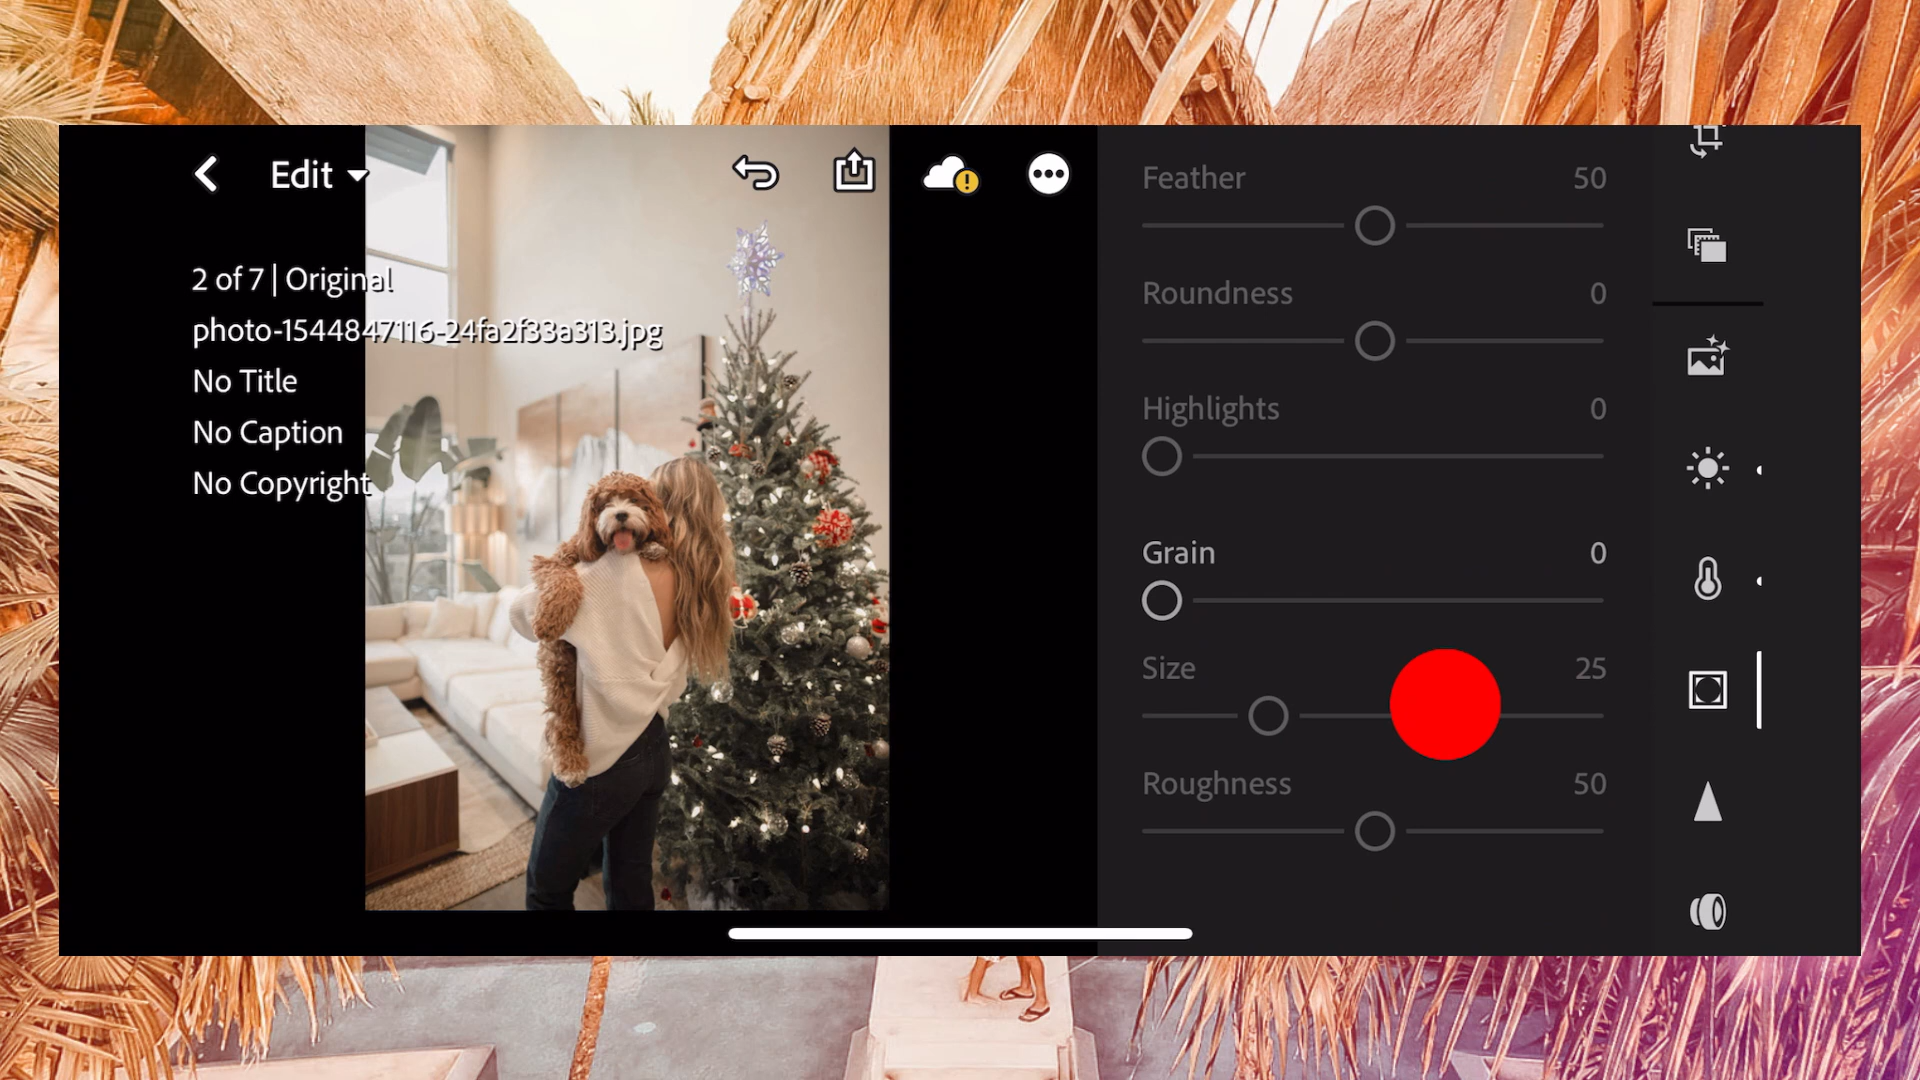 Edit
2 of 7 | Original
photo-1544847116-24fa2f33a313.jpg
No Title
No Caption
No Copyright
Feather 50
Roundness 0
Highlights 0
Grain 0
Size 25
Roughness 50